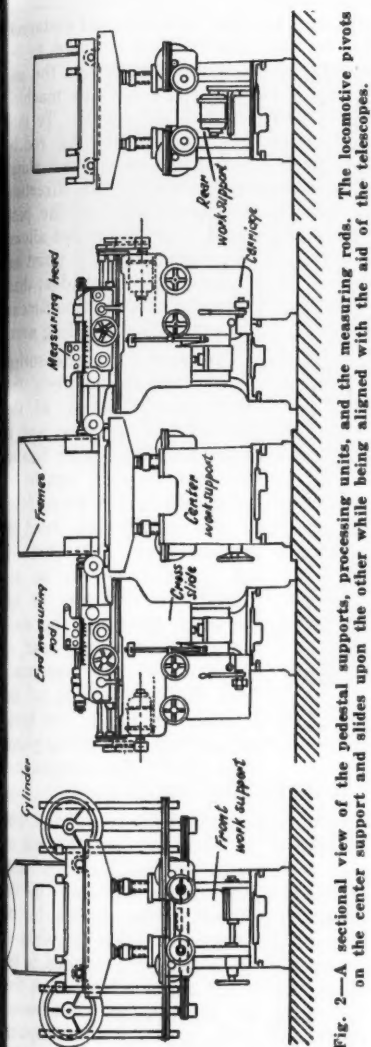 Cylinder
Front
work support
End measuring
rod
Frames
Cross
slide
Center
work support
Measuring head
Carriage
Rear
work support
Fig. 2—A sectional view of the pedestal supports, processing units, and the measuring rods. The locomotive pivots
on the center support and slides upon the other while being aligned with the aid of the telescopes.